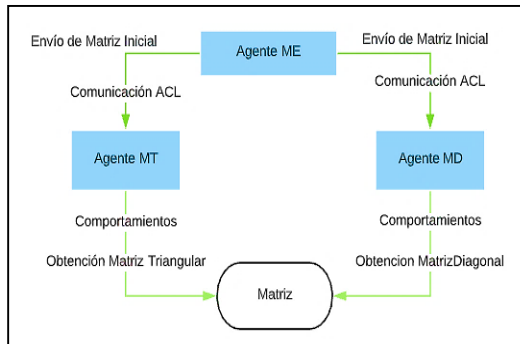 Envío de Matriz Inicial
Agente ME
Envío de Matriz Inicial
Comunicación ACL
Comunicación ACL
Agente MT
Agente MD
Comportamientos
Comportamientos
Obtención Matriz Triangular
Obtencion MatrizDiagonal
Matriz